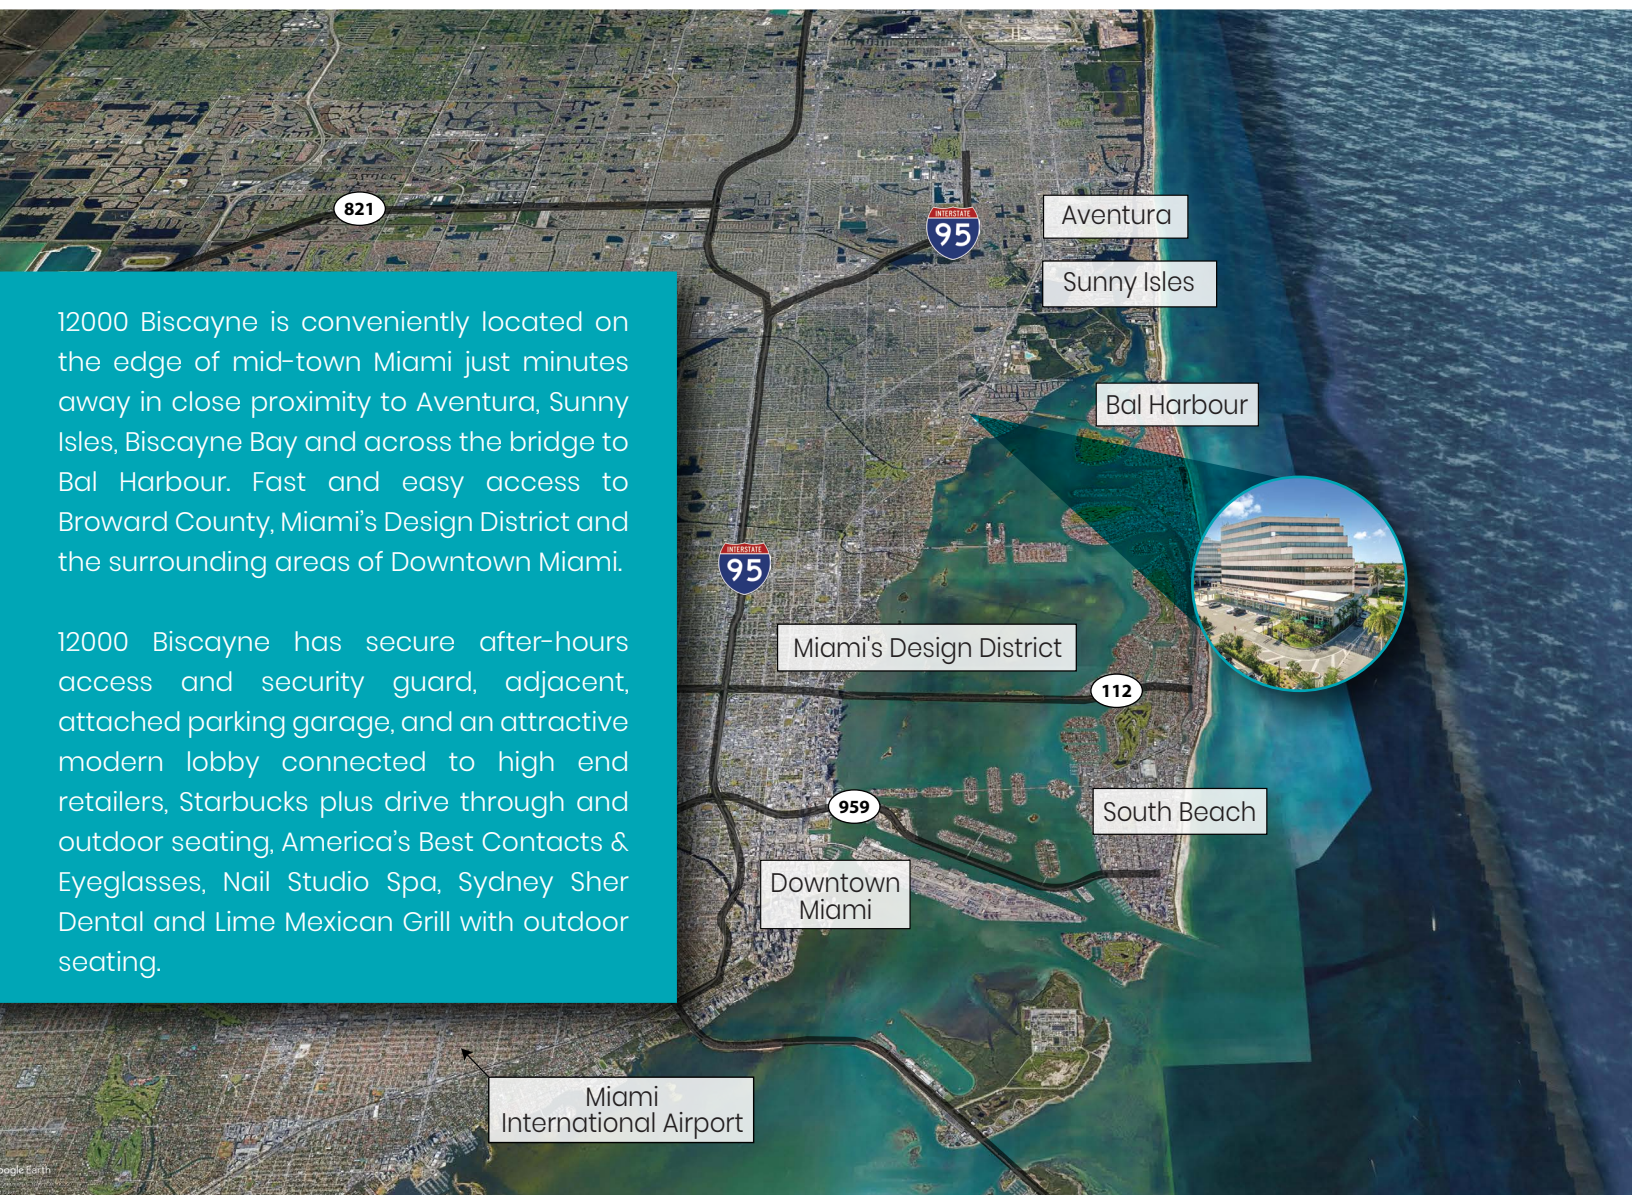 821
INTERSTATE
95
Aventura
Sunny Isles
Bal Harbour
12000 Biscayne is conveniently located on
the edge of mid-town Miami just minutes
away in close proximity to Aventura, Sunny
Isles, Biscayne Bay and across the bridge to
Bal Harbour. Fast and easy access to
Broward County, Miami's Design District and
the surrounding areas of Downtown Miami.
12000 Biscayne has secure after-hours
access and security guard, adjacent,
attached parking garage, and an attractive
modern lobby connected to high end
retailers, Starbucks plus drive through and
outdoor seating, America's Best Contacts &
Eyeglasses, Nail Studio Spa, Sydney Sher
Dental and Lime Mexican Grill with outdoor
seating.
INTERSTATE
95
Miami's Design District
112
959
South Beach
Downtown
Miami
Miami
International Airport
oogle Earth